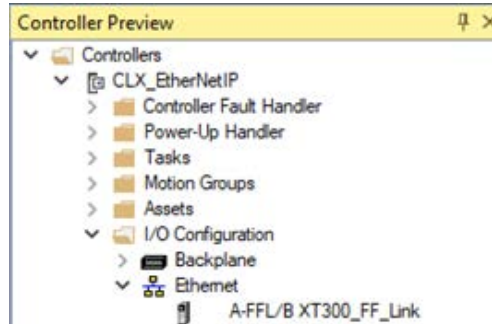 Controller Preview
Controllers
CLX_EtherNetIP
Controller Fault Handler
Power-Up Handler
Tasks
Motion Groups
Assets
I/O Configuration
Backplane
Ethernet
A-FFL/B XT300_FF_Link